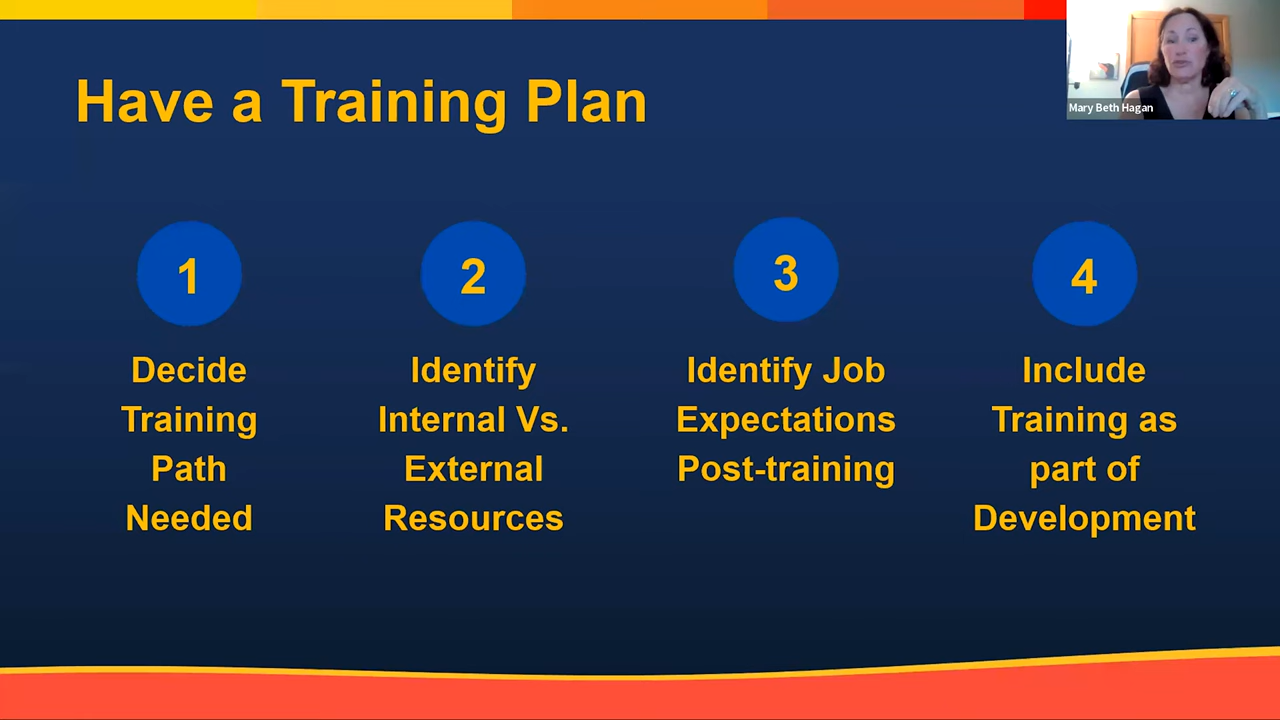 Have a Training Plan
Mary Beth Hagan
1
Decide
Training
Path
Needed
2
Identify
Internal Vs.
External
Resources
3
Identify Job
Expectations
Post-training
4
Include
Training as
part of
Development